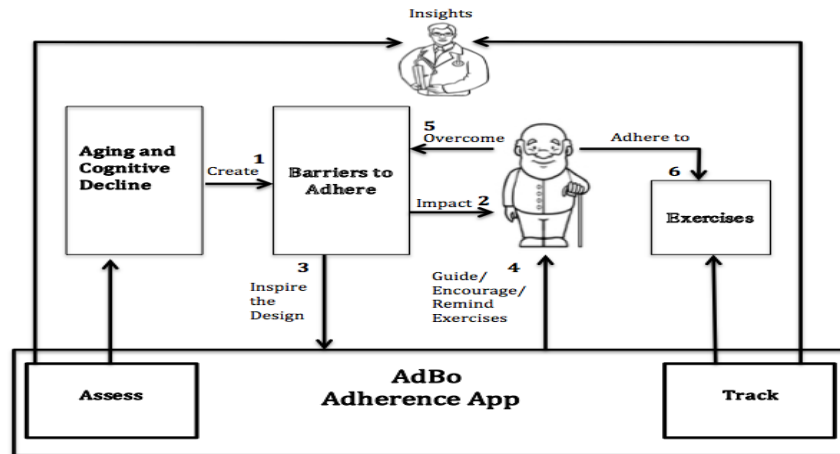 Insights
Aging and
Cognitive
Decline
1
Create
Barriers to
Adhere
5
Overcome
Adhere to
Impact 2
6
Exercises
3
Inspire
the
Design
Guide/ 4
Encourage/
Remind
Exercises
AdBo
Adherence App
Assess
Track